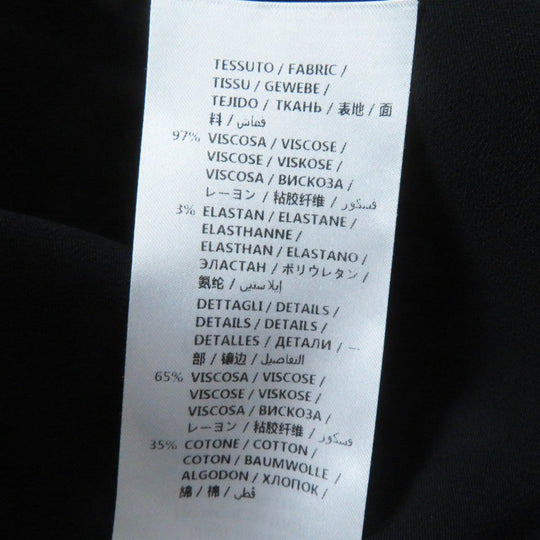 TESSUTO / FABRIC /
TISSU / GEWEBE /
TEJIDO / ТКАНЬ / 表地 / 面
料 / قماش
97% VISCOSA / VISCOSE /
VISCOSE / VISKOSE /
VISCOSA / ВИСКОЗА /
レーヨン / 粘胶纤维 / فسكور
3% ELASTAN / ELASTANE /
ELASTHANNE /
ELASTHAN / ELASTANO /
ЭЛАСТАН / ポリウレタン /
氨纶 / إيلاستين
DETTAGLI / DETAILS /
DETAILS / DETAILS /
DETALLES / ДЕТАЛИ / 一
部 / 镶边 / التفاصيل
65% VISCOSA / VISCOSE /
VISCOSE / VISKOSE /
VISCOSA / ВИСКОЗА /
レーヨン / 粘胶纤维 / فسكور
35% COTONE / COTTON /
COTON / BAUMWOLLE /
ALGODON / ХЛОПОК /
綿 / 棉 / قطن